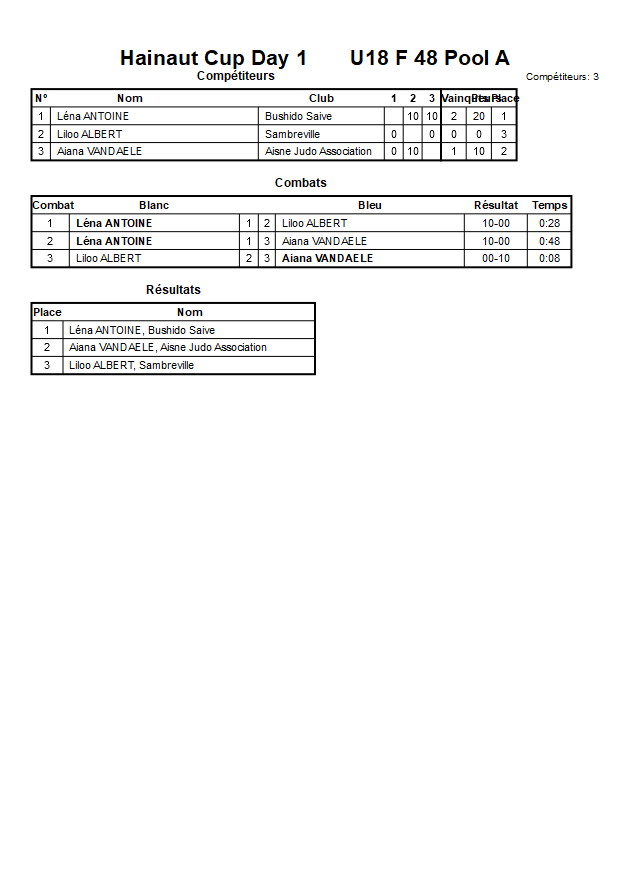 Hainaut Cup Day 1 U18 F 48 Pool A
Compétiteurs Compétiteurs: 3
N° Nom Club 1 2 3 Vainqueurs Pts Place
1 Léna ANTOINE Bushido Saive 10 10 2 20 1
2 Liloo ALBERT Sambreville 0 0 0 0 3
3 Aiana VANDAELE Aisne Judo Association 0 10 1 10 2
Combats
Combat Blanc Bleu Résultat Temps
1 Léna ANTOINE 1 2 Liloo ALBERT 10-00 0:28
2 Léna ANTOINE 1 3 Aiana VANDAELE 10-00 0:48
3 Liloo ALBERT 2 3 Aiana VANDAELE 00-10 0:08
Résultats
Place Nom
1 Léna ANTOINE, Bushido Saive
2 Aiana VANDAELE, Aisne Judo Association
3 Liloo ALBERT, Sambreville